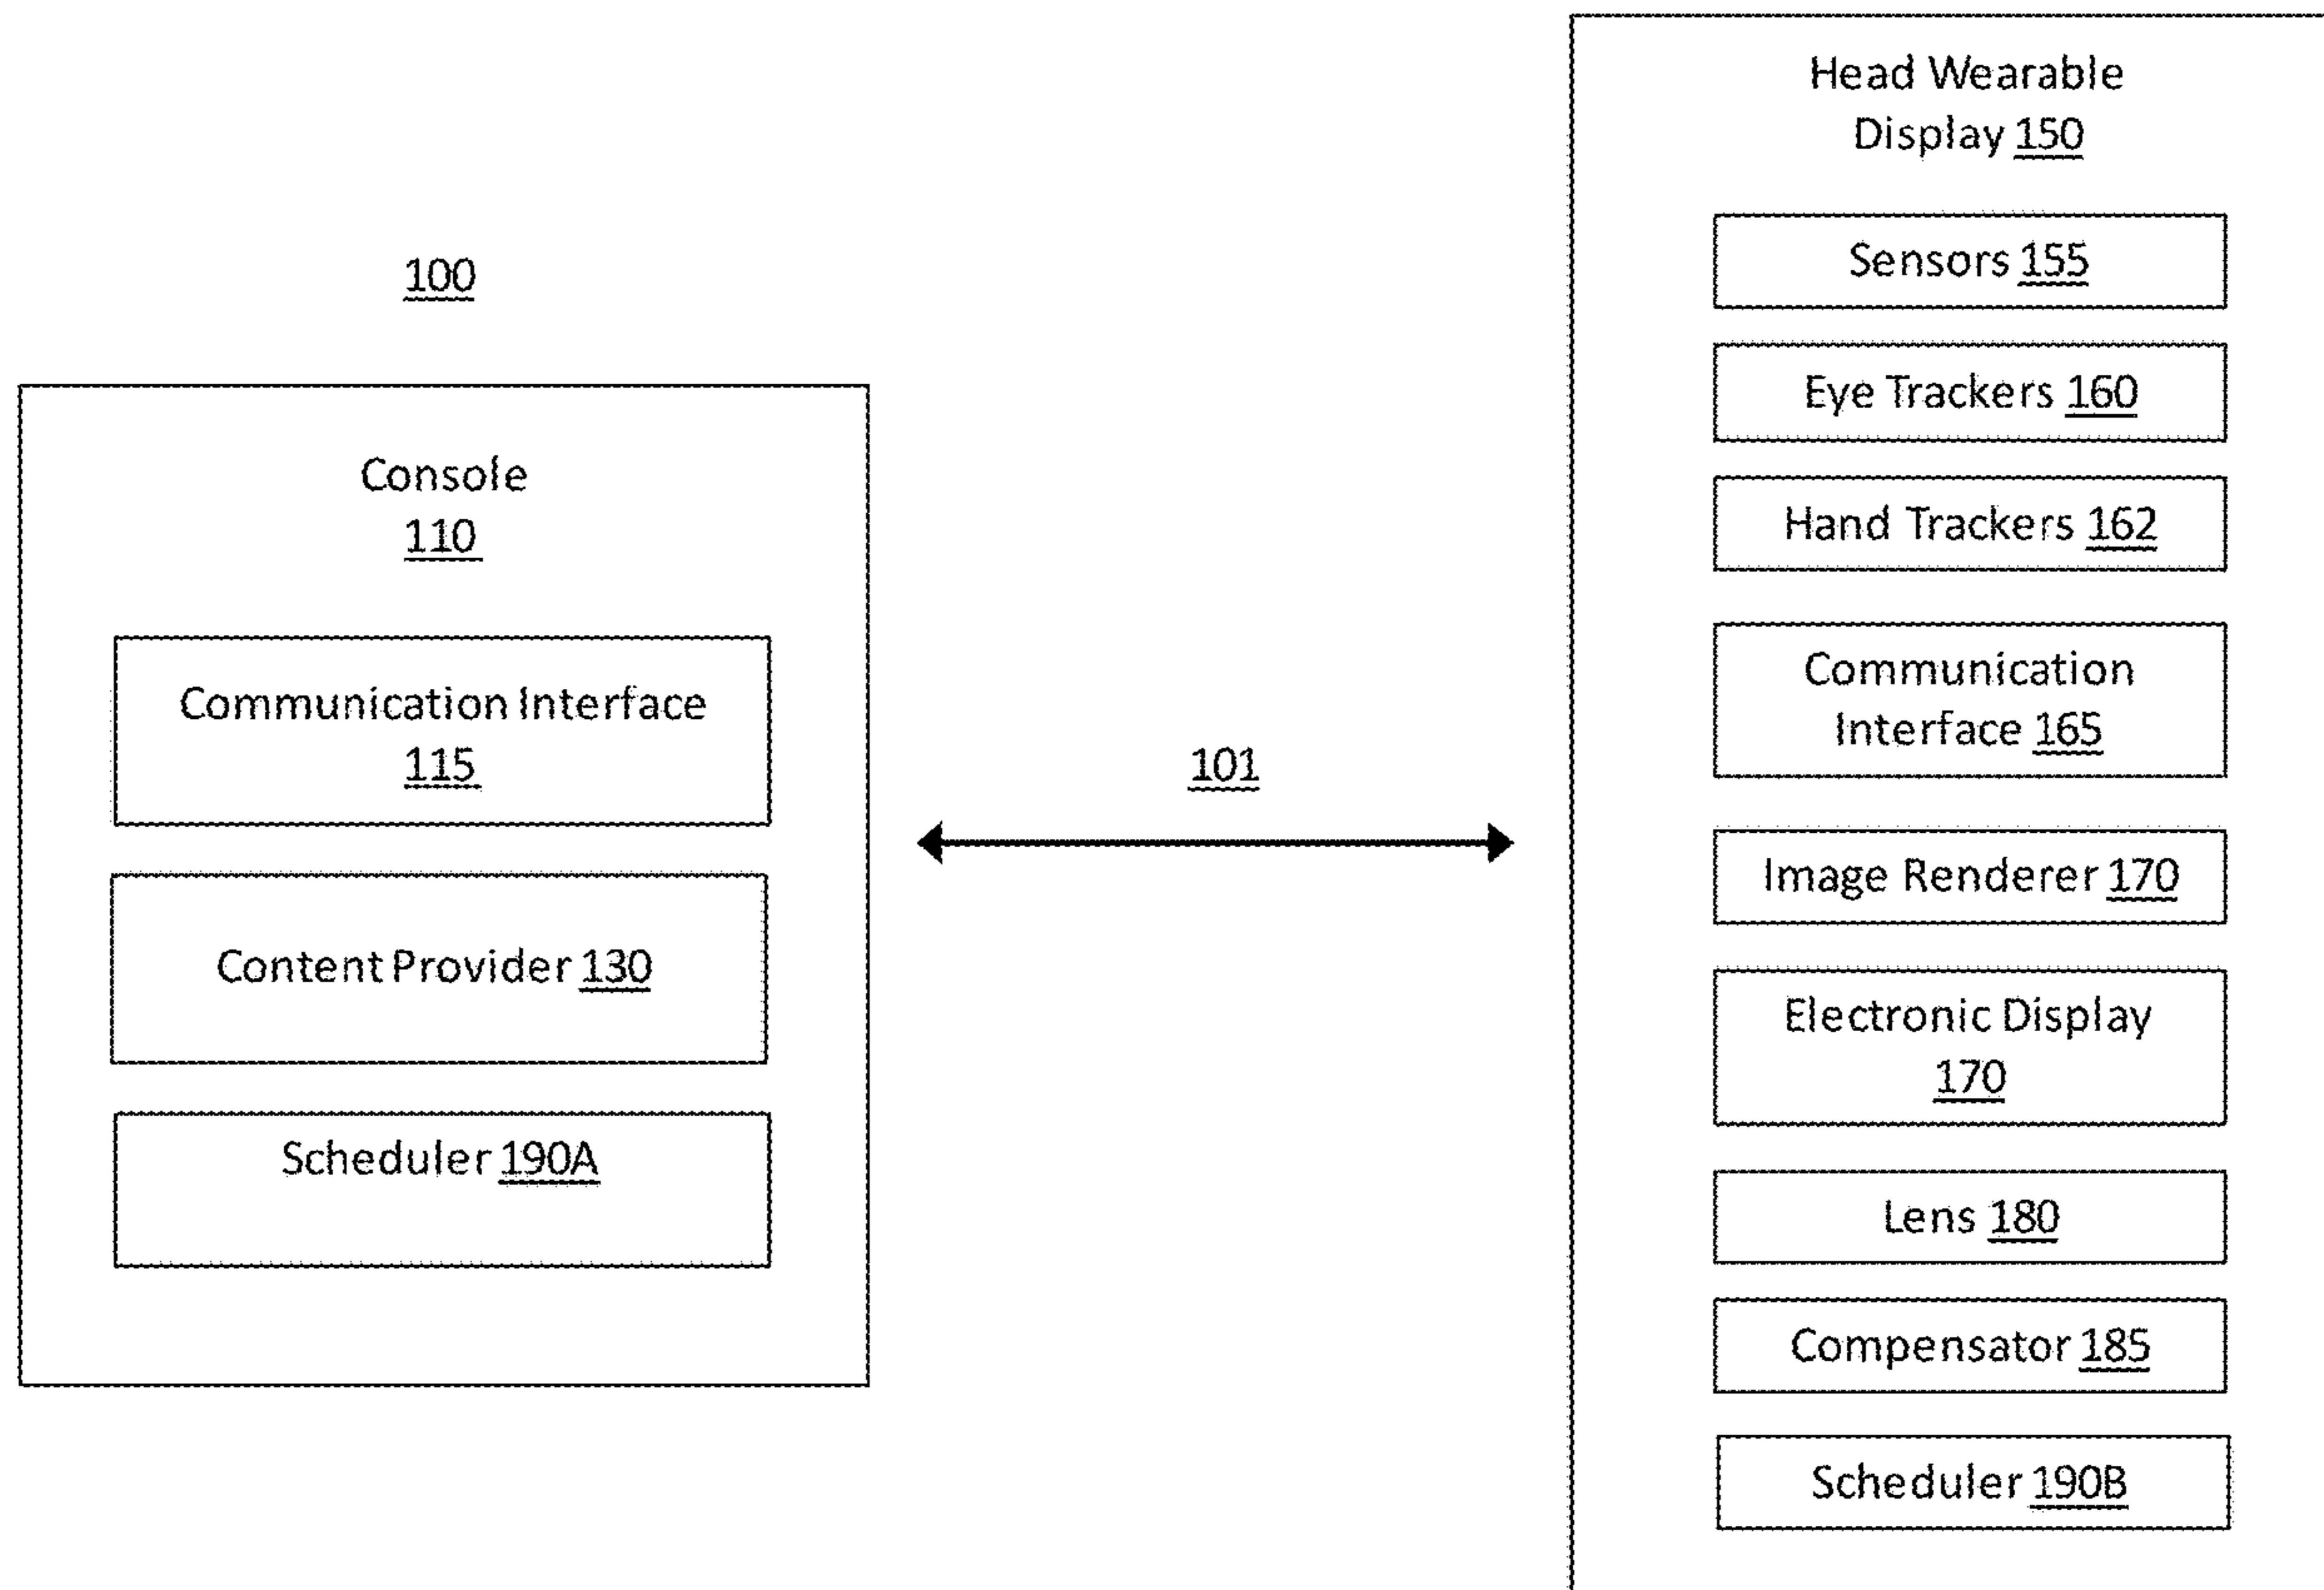 100
Console
110
Communication Interface
115
Content Provider 130
Scheduler 190A
101
Head Wearable
Display 150
Sensors 155
Eye Trackers 160
Hand Trackers 162
Communication
Interface 165
Image Renderer 170
Electronic Display
170
Lens 180
Compensator 185
Scheduler 190B